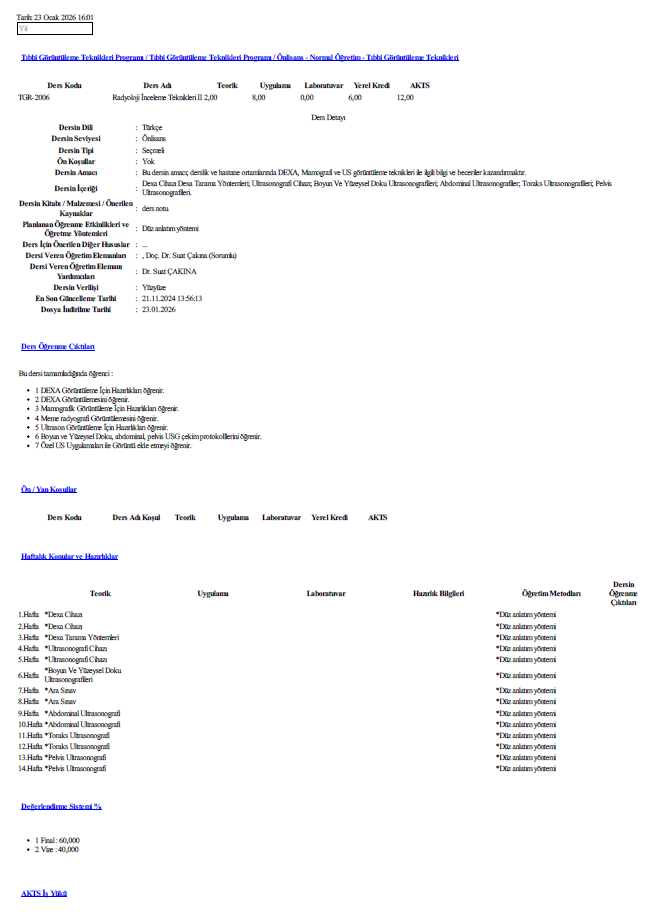 Tarih: 23 Ocak 2026 16:01
Yıl
Tıbbi Görüntüleme Teknikleri Programı / Tıbbi Görüntüleme Teknikleri Programı / Önlisans - Normal Öğretim - Tıbbi Görüntüleme Teknikleri
Ders Kodu Ders Adı Teorik Uygulama Laboratuvar Yerel Kredi AKTS
TGR-2006 Radyoloji İnceleme Teknikleri II 2,00 8,00 0,00 6,00 12,00
Ders Detayı
Dersin Dili : Türkçe
Dersin Seviyesi : Önlisans
Dersin Tipi : Seçmeli
Ön Koşullar : Yok
Dersin Amacı : Bu dersin amacı; derslik ve hastane ortamlarında DEXA, Mamografi ve US görüntüleme teknikleri ile ilgili bilgi ve beceriler kazandırmaktır.
Dersin İçeriği : Dexa Cihazı Dexa Tarama Yöntemleri; Ultrasonografi Cihazı; Boyun Ve Yüzeysel Doku Ultrasonografileri; Abdominal Ultrasonografiler; Toraks Ultrasonografileri; Pelvis
Ultrasonografileri.
Dersin Kitabı / Malzemesi / Önerilen
Kaynaklar : ders notu
Planlanan Öğrenme Etkinlikleri ve
Öğretme Yöntemleri : Düz anlatım yöntemi
Ders İçin Önerilen Diğer Hususlar : ...
Dersi Veren Öğretim Elemanları : , Doç. Dr. Suat Çakına (Sorumlu)
Dersi Veren Öğretim Elemanı
Yardımcıları : Dr. Suat ÇAKINA
Dersin Verilişi : Yüzyüze
En Son Güncelleme Tarihi : 21.11.2024 13:56:13
Dosya İndirilme Tarihi : 23.01.2026
Ders Öğrenme Çıktıları
Bu dersi tamamladığında öğrenci :
• 1 DEXA Görüntüleme İçin Hazırlıkları öğrenir.
• 2 DEXA Görüntülemesini öğrenir.
• 3 Mamografik Görüntüleme İçin Hazırlıkları öğrenir.
• 4 Meme radyografi Görüntülemesini öğrenir.
• 5 Ultrason Görüntüleme İçin Hazırlıkları öğrenir.
• 6 Boyun ve Yüzeysel Doku, abdominal, pelvis USG çekim protokolllerini öğrenir.
• 7 Özel US Uygulamaları ile Görüntü elde etmeyi öğrenir.
Ön / Yan Koşullar
Ders Kodu Ders Adı Koşul Teorik Uygulama Laboratuvar Yerel Kredi AKTS
Haftalık Konular ve Hazırlıklar
Teorik Uygulama Laboratuvar Hazırlık Bilgileri Öğretim Metodları Dersin
Öğrenme
Çıktıları
1.Hafta *Dexa Cihazı *Düz anlatım yöntemi
2.Hafta *Dexa Cihazı *Düz anlatım yöntemi
3.Hafta *Dexa Tarama Yöntemleri *Düz anlatım yöntemi
4.Hafta *Ultrasonografi Cihazı *Düz anlatım yöntemi
5.Hafta *Ultrasonografi Cihazı *Düz anlatım yöntemi
6.Hafta *Boyun Ve Yüzeysel Doku
Ultrasonografileri *Düz anlatım yöntemi
7.Hafta *Ara Sınav *Düz anlatım yöntemi
8.Hafta *Ara Sınav *Düz anlatım yöntemi
9.Hafta *Abdominal Ultrasonografi *Düz anlatım yöntemi
10.Hafta *Abdominal Ultrasonografi *Düz anlatım yöntemi
11.Hafta *Toraks Ultrasonografi *Düz anlatım yöntemi
12.Hafta *Toraks Ultrasonografi *Düz anlatım yöntemi
13.Hafta *Pelvis Ultrasonografi *Düz anlatım yöntemi
14.Hafta *Pelvis Ultrasonografi *Düz anlatım yöntemi
Değerlendirme Sistemi %
• 1 Final : 60,000
• 2 Vize : 40,000
AKTS İş Yükü